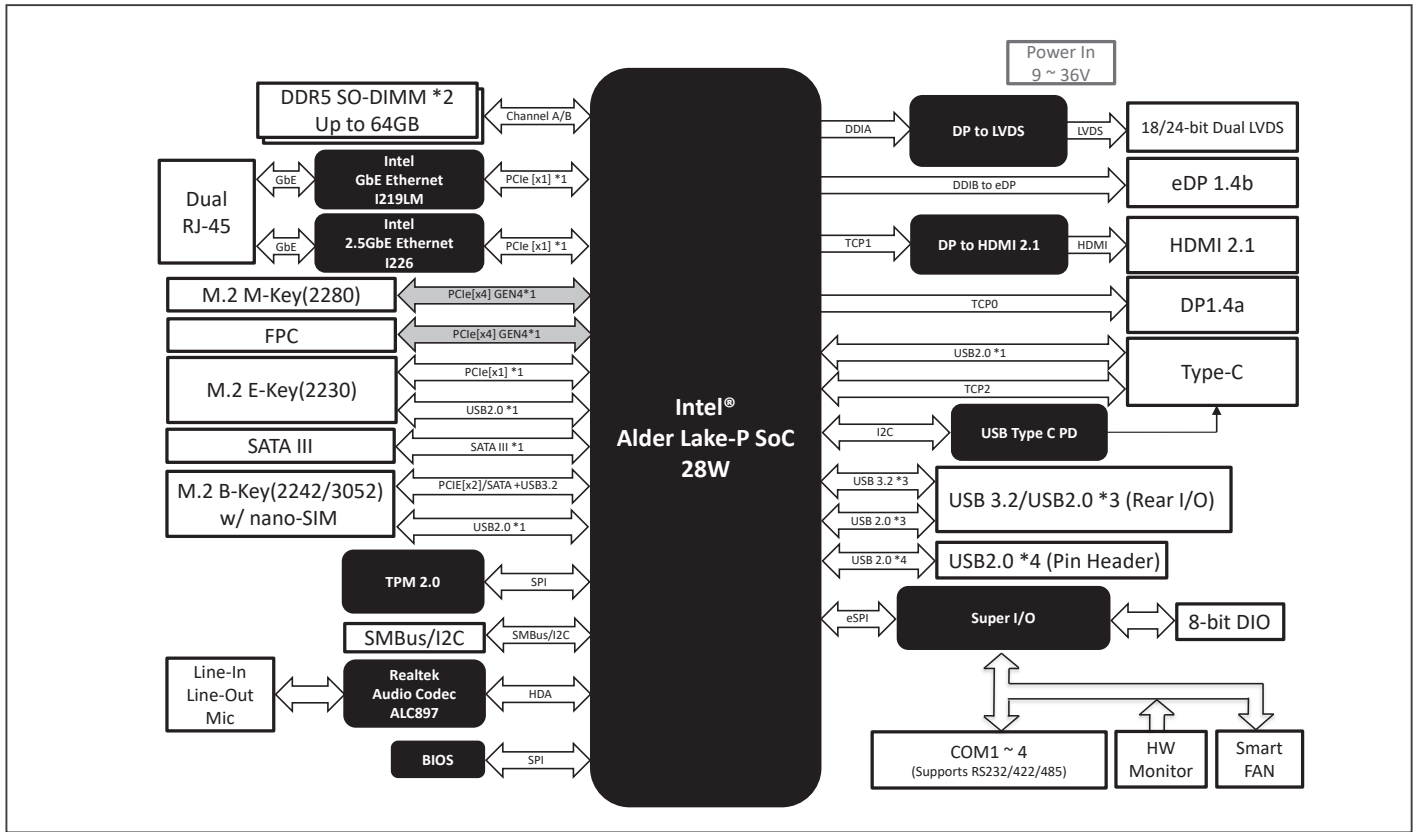 Power In
9 ~ 36V
DDR5 SO-DIMM *2
Up to 64GB
Channel A/B
Dual
RJ-45
GbE
Intel
GbE Ethernet
I219LM
PCIe [x1] *1
GbE
Intel
2.5GbE Ethernet
I226
PCIe [x1] *1
M.2 M-Key(2280)
PCIe[x4] GEN4*1
FPC
PCIe[x4] GEN4*1
M.2 E-Key(2230)
PCIe[x1] *1
USB2.0 *1
SATA III
SATA III *1
M.2 B-Key(2242/3052)
w/ nano-SIM
PCIE[x2]/SATA +USB3.2
USB2.0 *1
TPM 2.0
SPI
SMBus/I2C
SMBus/I2C
Line-In
Line-Out
Mic
Realtek
Audio Codec
ALC897
HDA
BIOS
SPI
Intel®
Alder Lake-P SoC
28W
DDIA
DP to LVDS
LVDS
18/24-bit Dual LVDS
DDIB to eDP
eDP 1.4b
TCP1
DP to HDMI 2.1
HDMI
HDMI 2.1
TCP0
DP1.4a
USB2.0 *1
TCP2
Type-C
I2C
USB Type C PD
USB 3.2 *3
USB 2.0 *3
USB 3.2/USB2.0 *3 (Rear I/O)
USB 2.0 *4
USB2.0 *4 (Pin Header)
eSPI
Super I/O
8-bit DIO
COM1 ~ 4
(Supports RS232/422/485)
HW
Monitor
Smart
FAN